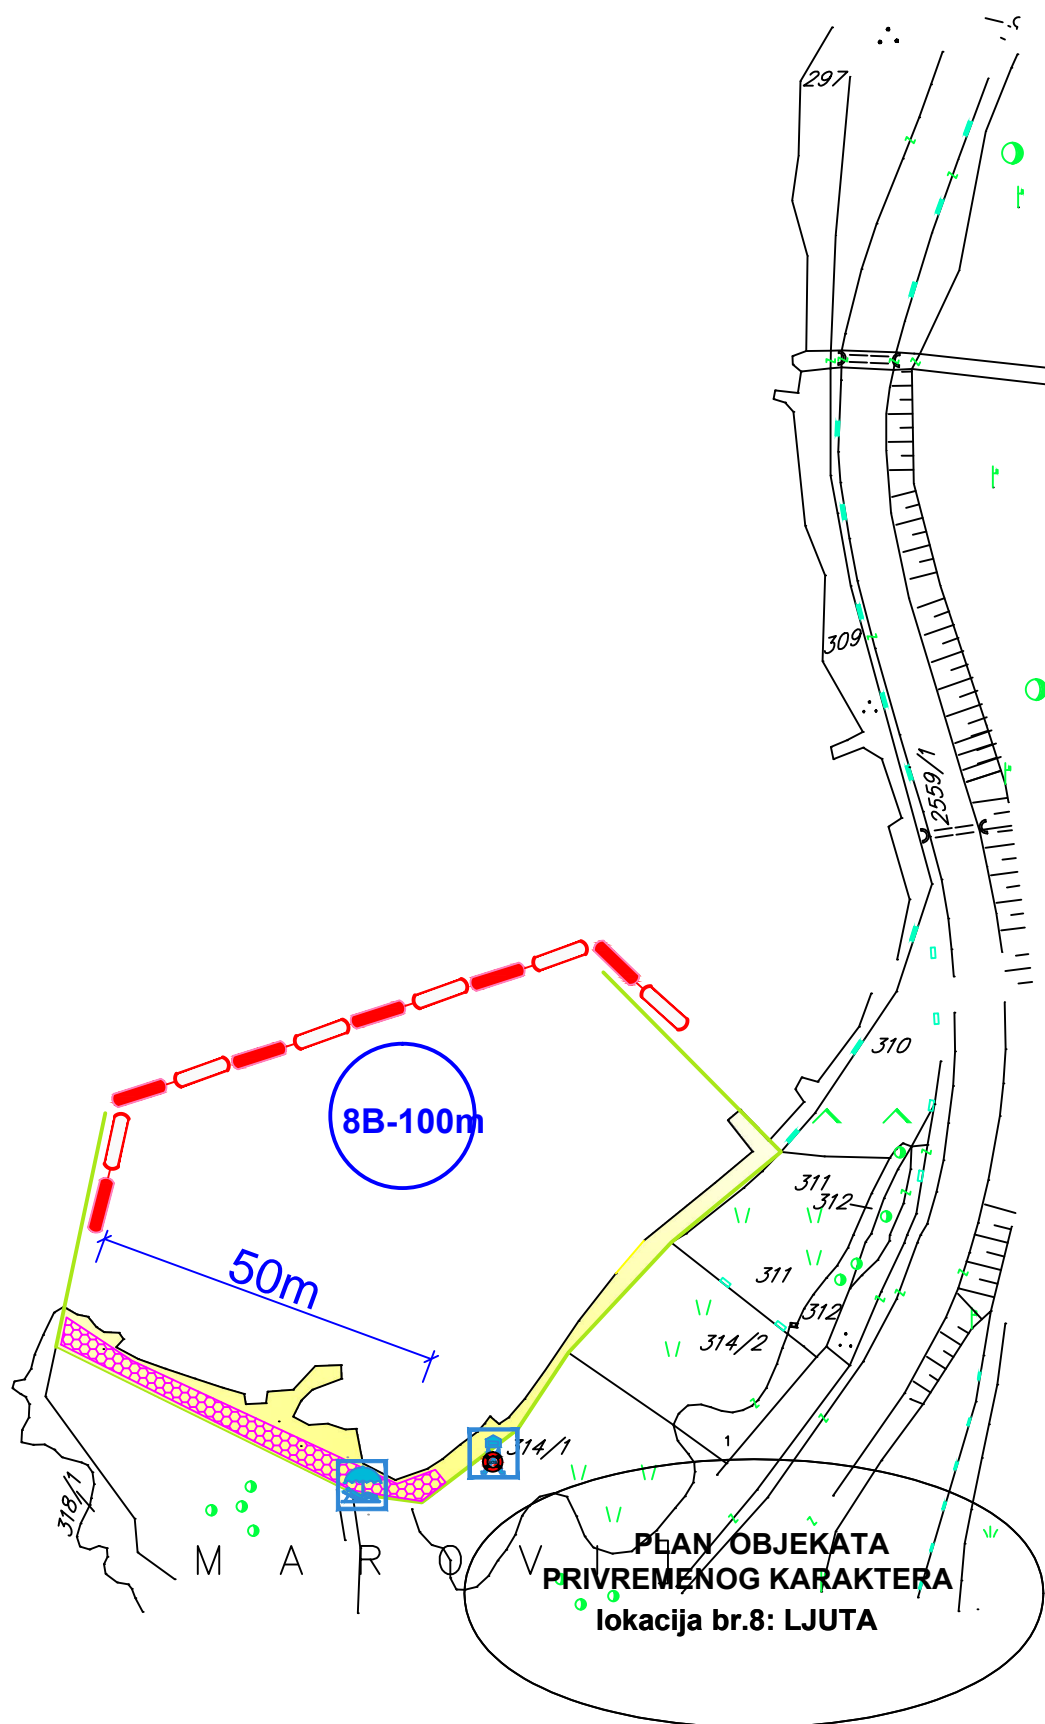 297
309
2559/1
310
8B-100m
311
312
50m
311
312
314/2
314/1
1
318/1
M A R O V I
PLAN OBJEKATA
PRIVREMENOG KARAKTERA
lokacija br.8: LJUTA